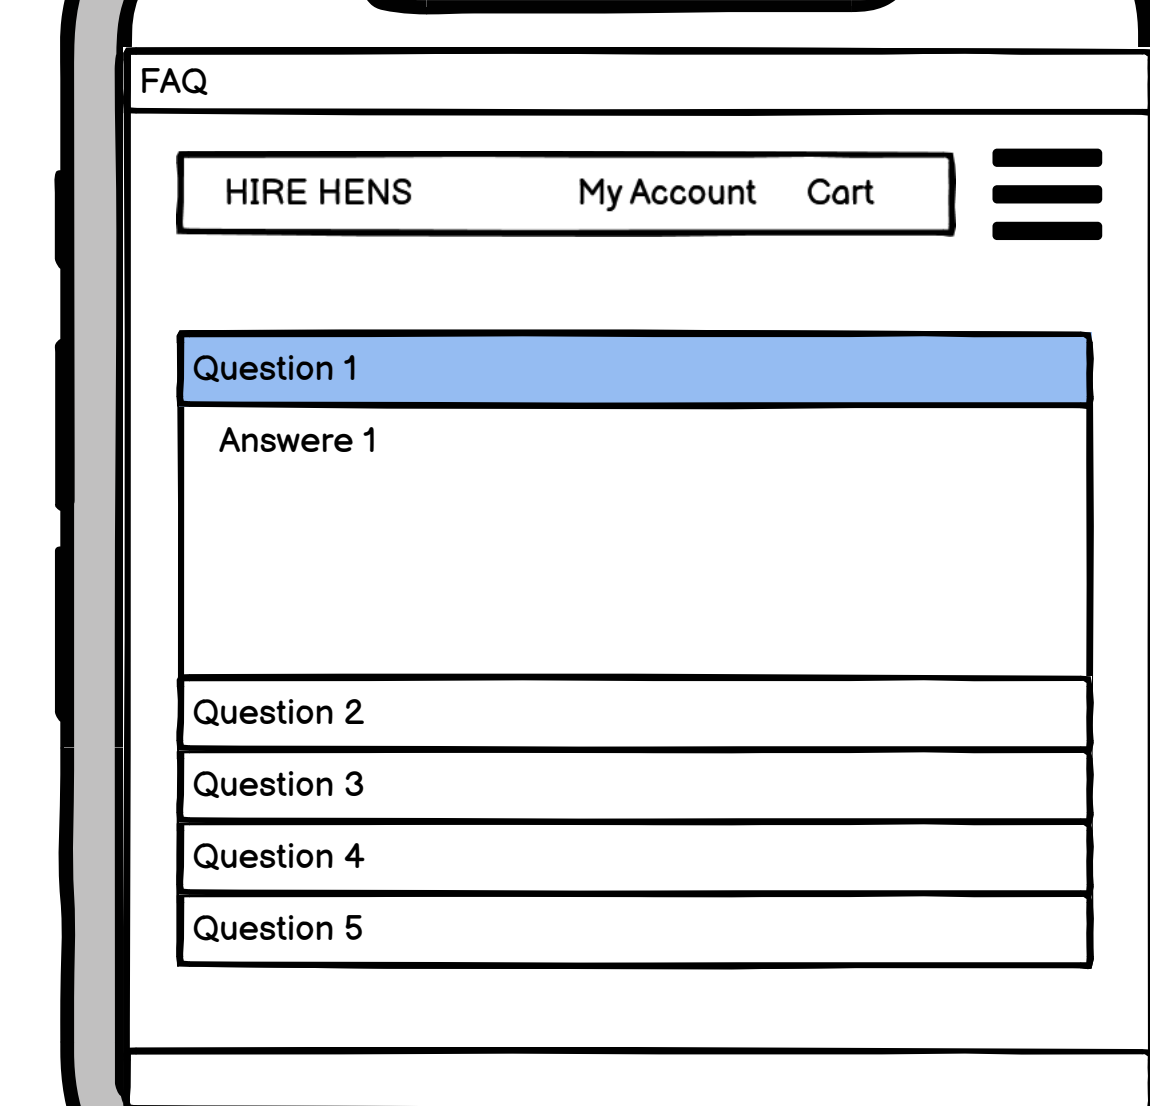 FAQ
HIRE HENS My Account Cart
Question 1
Answere 1
Question 2
Question 3
Question 4
Question 5